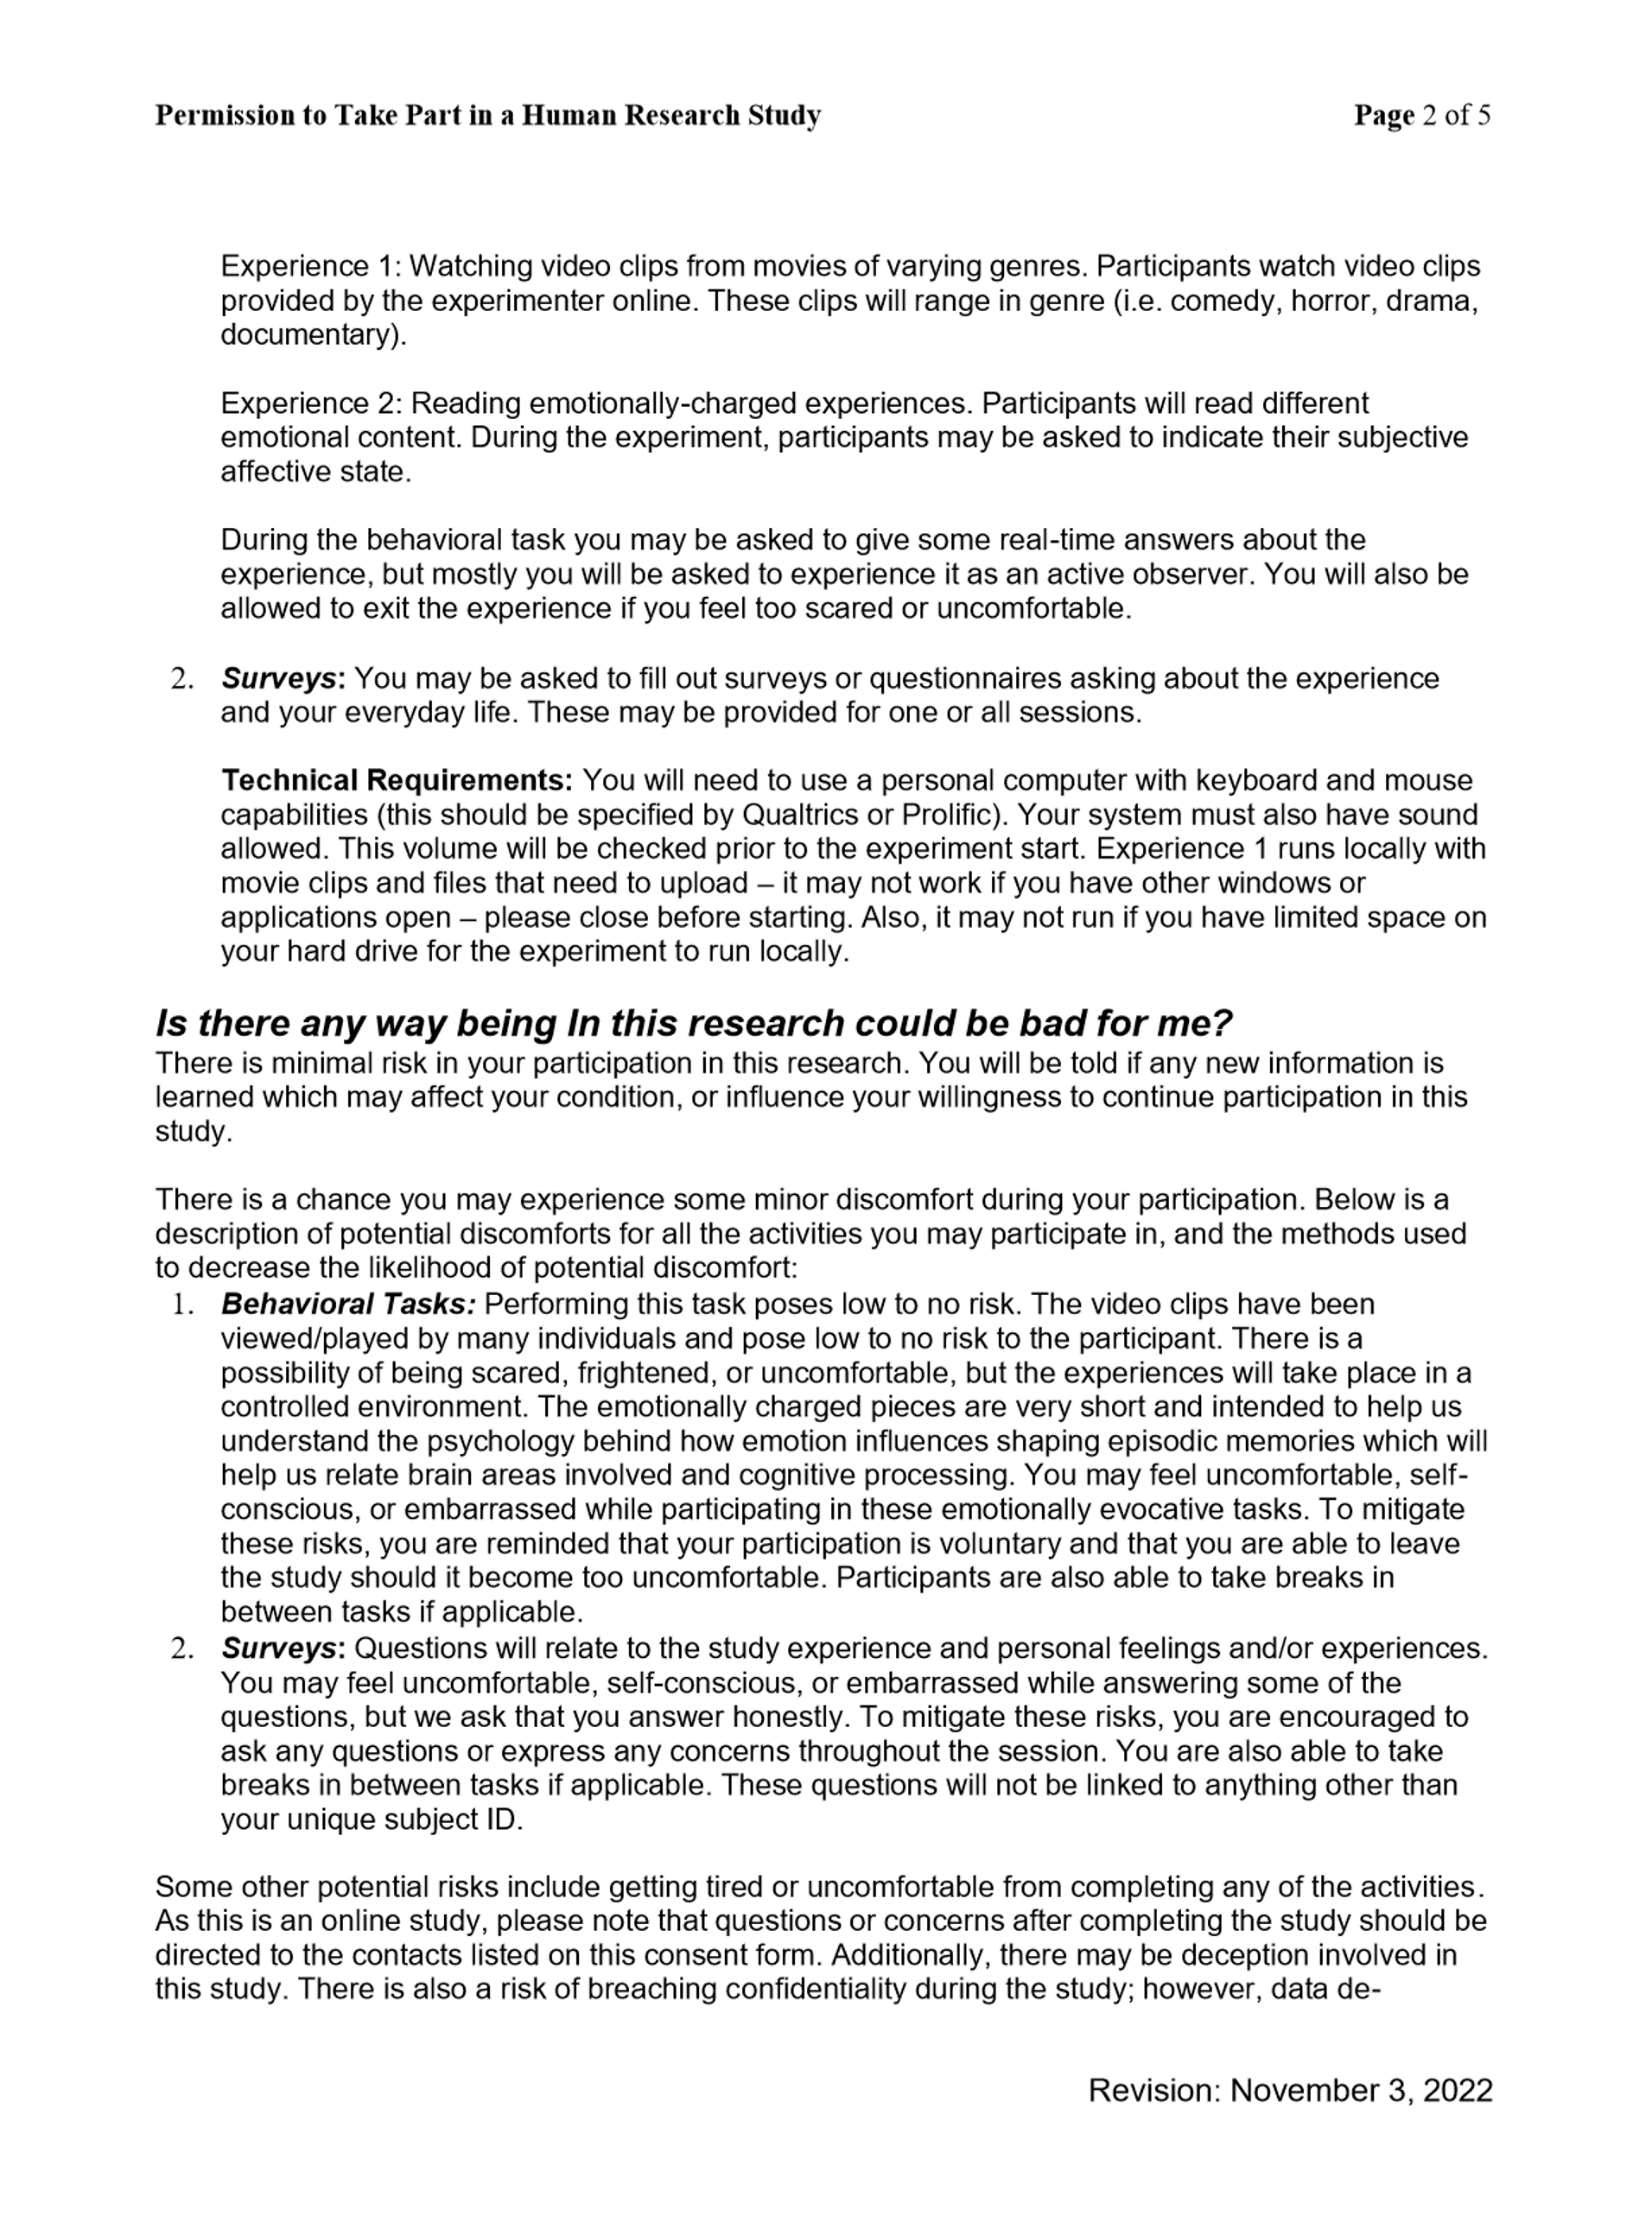 Permission to Take Part in a Human Research Study Page 2 of 5
Experience 1: Watching video clips from movies of varying genres. Participants watch video clips
provided by the experimenter online. These clips will range in genre (i.e. comedy, horror, drama,
documentary).
Experience 2: Reading emotionally-charged experiences. Participants will read different
emotional content. During the experiment, participants may be asked to indicate their subjective
affective state.
During the behavioral task you may be asked to give some real-time answers about the
experience, but mostly you will be asked to experience it as an active observer. You will also be
allowed to exit the experience if you feel too scared or uncomfortable.
2. Surveys: You may be asked to fill out surveys or questionnaires asking about the experience
and your everyday life. These may be provided for one or all sessions.
Technical Requirements: You will need to use a personal computer with keyboard and mouse
capabilities (this should be specified by Qualtrics or Prolific). Your system must also have sound
allowed. This volume will be checked prior to the experiment start. Experience 1 runs locally with
movie clips and files that need to upload – it may not work if you have other windows or
applications open – please close before starting. Also, it may not run if you have limited space on
your hard drive for the experiment to run locally.
Is there any way being In this research could be bad for me?
There is minimal risk in your participation in this research. You will be told if any new information is
learned which may affect your condition, or influence your willingness to continue participation in this
study.
There is a chance you may experience some minor discomfort during your participation. Below is a
description of potential discomforts for all the activities you may participate in, and the methods used
to decrease the likelihood of potential discomfort:
1. Behavioral Tasks: Performing this task poses low to no risk. The video clips have been
viewed/played by many individuals and pose low to no risk to the participant. There is a
possibility of being scared, frightened, or uncomfortable, but the experiences will take place in a
controlled environment. The emotionally charged pieces are very short and intended to help us
understand the psychology behind how emotion influences shaping episodic memories which will
help us relate brain areas involved and cognitive processing. You may feel uncomfortable, self-
conscious, or embarrassed while participating in these emotionally evocative tasks. To mitigate
these risks, you are reminded that your participation is voluntary and that you are able to leave
the study should it become too uncomfortable. Participants are also able to take breaks in
between tasks if applicable.
2. Surveys: Questions will relate to the study experience and personal feelings and/or experiences.
You may feel uncomfortable, self-conscious, or embarrassed while answering some of the
questions, but we ask that you answer honestly. To mitigate these risks, you are encouraged to
ask any questions or express any concerns throughout the session. You are also able to take
breaks in between tasks if applicable. These questions will not be linked to anything other than
your unique subject ID.
Some other potential risks include getting tired or uncomfortable from completing any of the activities.
As this is an online study, please note that questions or concerns after completing the study should be
directed to the contacts listed on this consent form. Additionally, there may be deception involved in
this study. There is also a risk of breaching confidentiality during the study; however, data de-
Revision: November 3, 2022